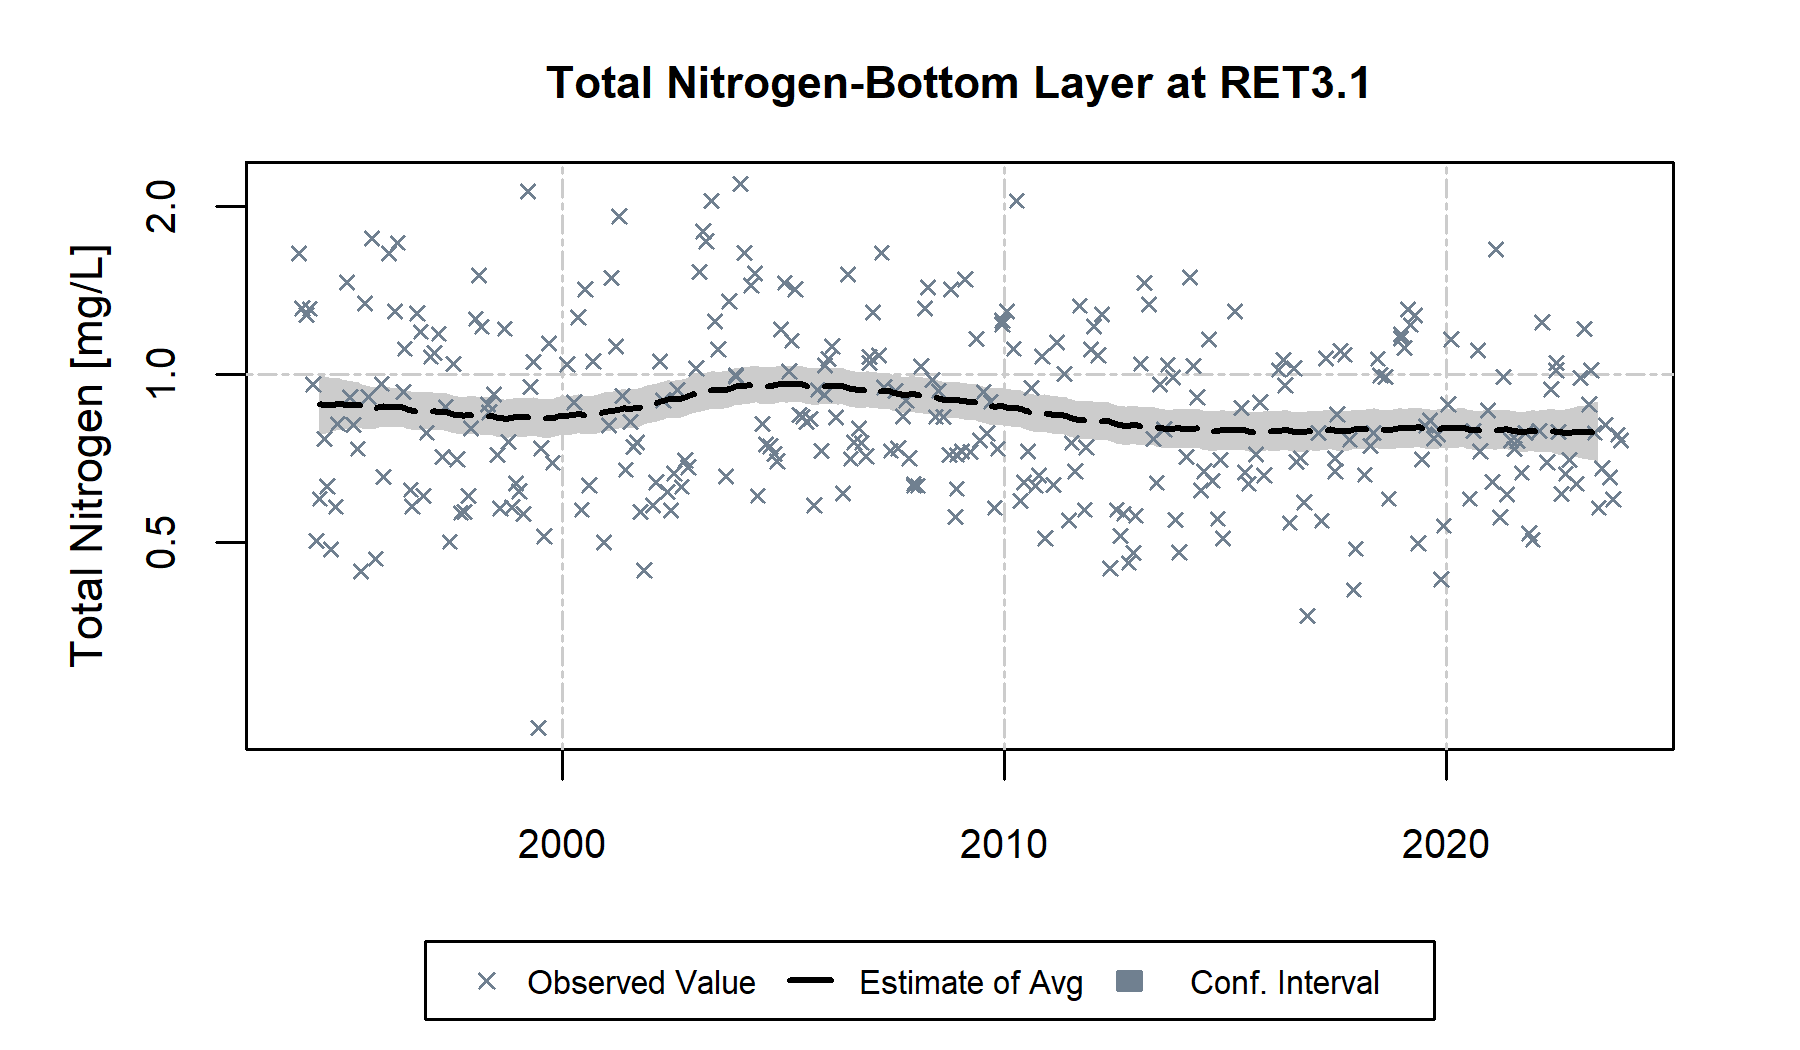 Total Nitrogen-Bottom Layer at RET3.1
Total Nitrogen [mg/L]
2.0
1.0
0.5
2000 2010 2020
Observed Value Estimate of Avg Conf. Interval